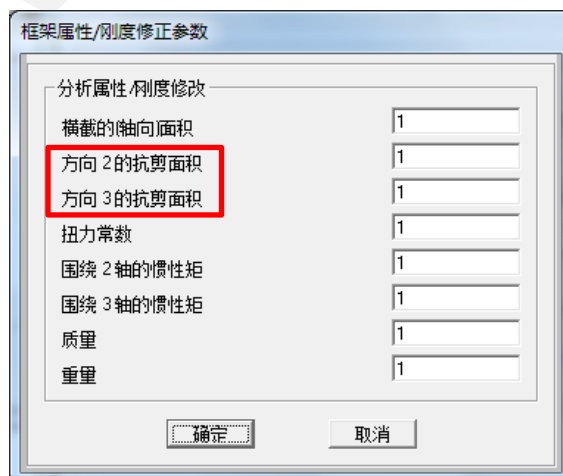 框架属性/刚度修正参数
分析属性/刚度修改
横截的(轴向)面积 1
方向 2的抗剪面积 1
方向 3的抗剪面积 1
扭力常数 1
围绕 2轴的惯性矩 1
围绕 3轴的惯性矩 1
质量 1
重量 1
确定 取消